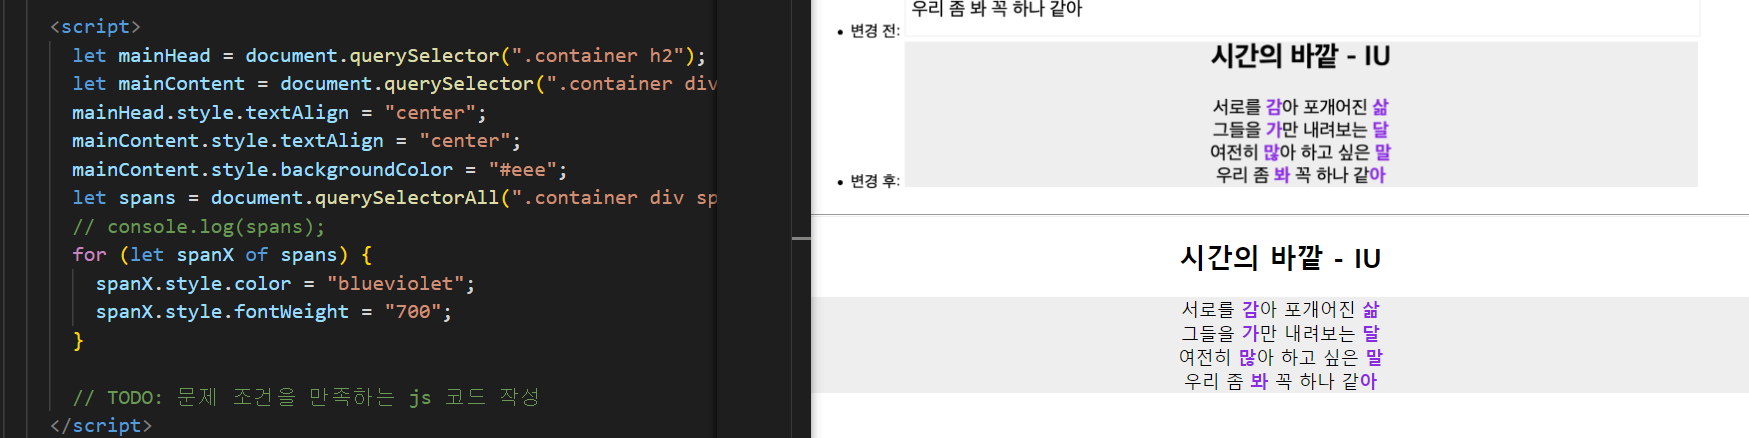 <script>
let mainHead = document.querySelector(".container h2");
let mainContent = document.querySelector(".container div
mainHead.style.textAlign = "center";
mainContent.style.textAlign = "center";
mainContent.style.backgroundColor = "#eee";
let spans = document.querySelectorAll(".container div sp
// console.log(spans);
for (let spanX of spans) {
spanX.style.color = "blueviolet";
spanX.style.fontWeight = "700";
}
// TODO: 문제 조건을 만족하는 js 코드 작성
</script>
우리 좀 봐 꼭 하나 같아
• 변경 전:
시간의 바깥 - IU
서로를 감아 포개어진 삶
그들을 가만 내려보는 달
여전히 많아 하고 싶은 말
우리 좀 봐 꼭 하나 같아
• 변경 후:
시간의 바깥 - IU
서로를 감아 포개어진 삶
그들을 가만 내려보는 달
여전히 많아 하고 싶은 말
우리 좀 봐 꼭 하나 같아